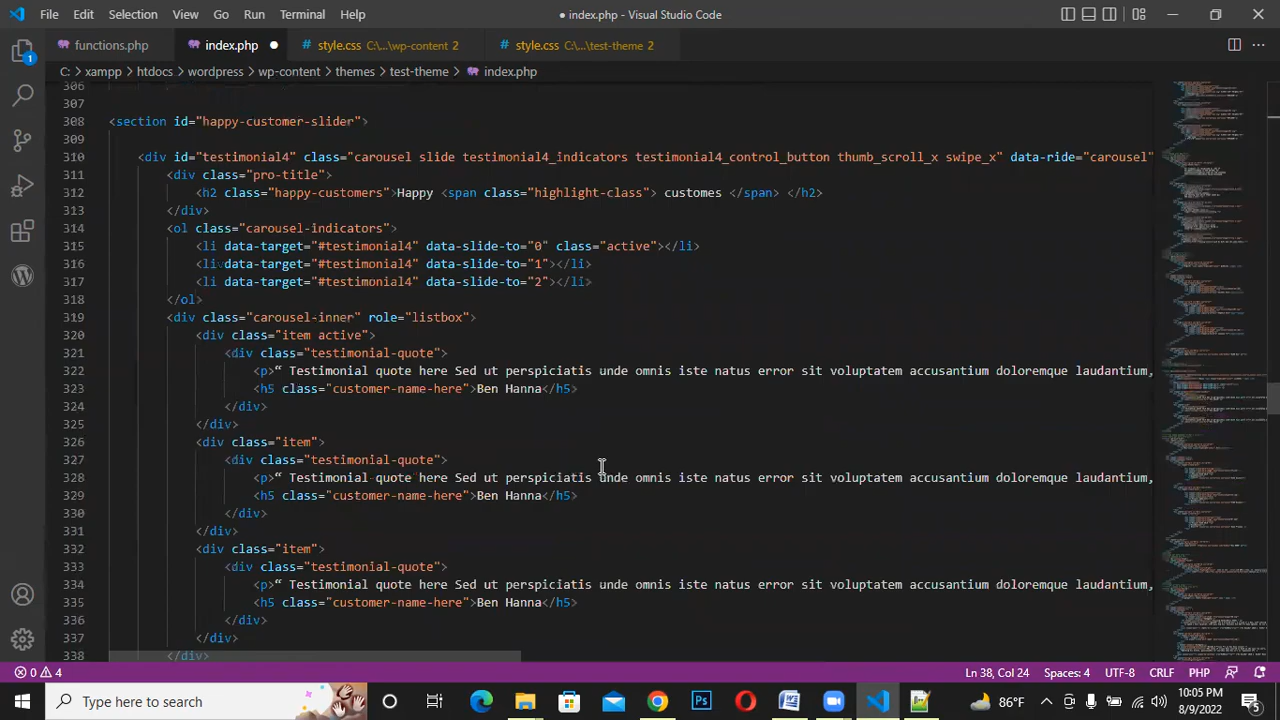 File Edit Selection View Go Run Terminal Help
● index.php - Visual Studio Code
functions.php
index.php ●
style.css C:\...\wp-content 2
style.css C:\...\test-theme 2
C: > xampp > htdocs > wordpress > wp-content > themes > test-theme > index.php
306
307
308 <section id="happy-customer-slider">
309
310 <div id="testimonial4" class="carousel slide testimonial4_indicators testimonial4_control_button thumb_scroll_x swipe_x" data-ride="carousel"
311 <div class="pro-title">
312 <h2 class="happy-customers">Happy <span class="highlight-class"> customes </span> </h2>
313 </div>
314 <ol class="carousel-indicators">
315 <li data-target="#testimonial4" data-slide-to="0" class="active"></li>
316 <li data-target="#testimonial4" data-slide-to="1"></li>
317 <li data-target="#testimonial4" data-slide-to="2"></li>
318 </ol>
319 <div class="carousel-inner" role="listbox">
320 <div class="item active">
321 <div class="testimonial-quote">
322 <p>“ Testimonial quote here Sed ut perspiciatis unde omnis iste natus error sit voluptatem accusantium doloremque laudantium,
323 <h5 class="customer-name-here">Ben Hanna</h5>
324 </div>
325 </div>
326 <div class="item">
327 <div class="testimonial-quote">
328 <p>“ Testimonial quote here Sed ut perspiciatis unde omnis iste natus error sit voluptatem accusantium doloremque laudantium,
329 <h5 class="customer-name-here">Ben Hanna</h5>
330 </div>
331 </div>
332 <div class="item">
333 <div class="testimonial-quote">
334 <p>“ Testimonial quote here Sed ut perspiciatis unde omnis iste natus error sit voluptatem accusantium doloremque laudantium,
335 <h5 class="customer-name-here">Ben Hanna</h5>
336 </div>
337 </div>
338 </div>
0 4
Ln 38, Col 24 Spaces: 4 UTF-8 CRLF PHP
Type here to search
86°F
10:05 PM
8/9/2022
5